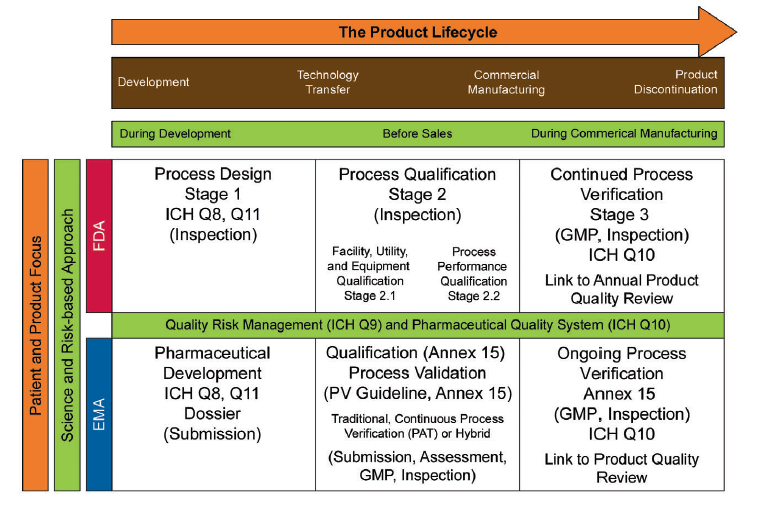 The Product Lifecycle
Development
Technology
Transfer
Commercial
Manufacturing
Product
Discontinuation
During Development
Before Sales
During Commerical Manufacturing
Patient and Product Focus
Science and Risk-based Approach
FDA
Process Design
Stage 1
ICH Q8, Q11
(Inspection)
Process Qualification
Stage 2
(Inspection)
Facility, Utility,
and Equipment
Qualification
Stage 2.1
Process
Performance
Qualification
Stage 2.2
Continued Process
Verification
Stage 3
(GMP, Inspection)
ICH Q10
Link to Annual Product
Quality Review
Quality Risk Management (ICH Q9) and Pharmaceutical Quality System (ICH Q10)
EMA
Pharmaceutical
Development
ICH Q8, Q11
Dossier
(Submission)
Qualification (Annex 15)
Process Validation
(PV Guideline, Annex 15)
Traditional, Continuous Process
Verification (PAT) or Hybrid
(Submission, Assessment,
GMP, Inspection)
Ongoing Process
Verification
Annex 15
(GMP, Inspection)
ICH Q10
Link to Product Quality
Review